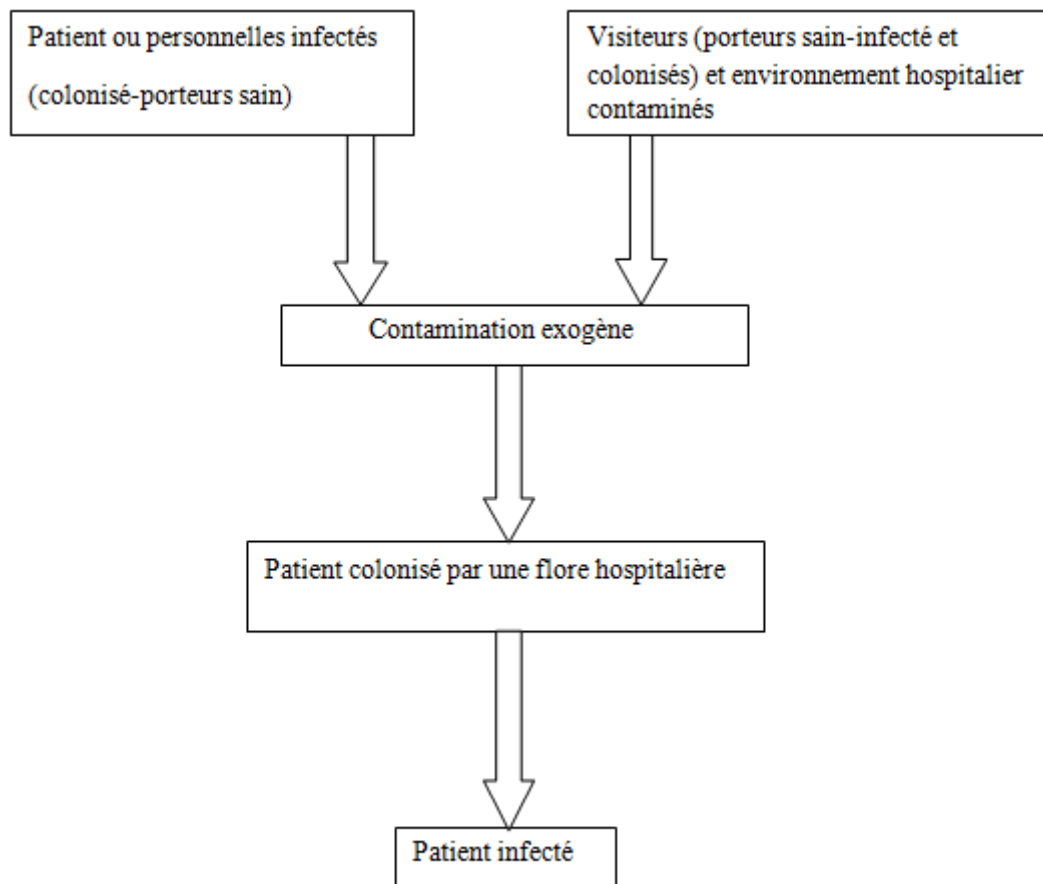 Patient ou personnelles infectés
(colonisé-porteurs sain)
Visiteurs (porteurs sain-infecté et
colonisés) et environnement hospitalier
contaminés
Contamination exogène
Patient colonisé par une flore hospitalière
Patient infecté